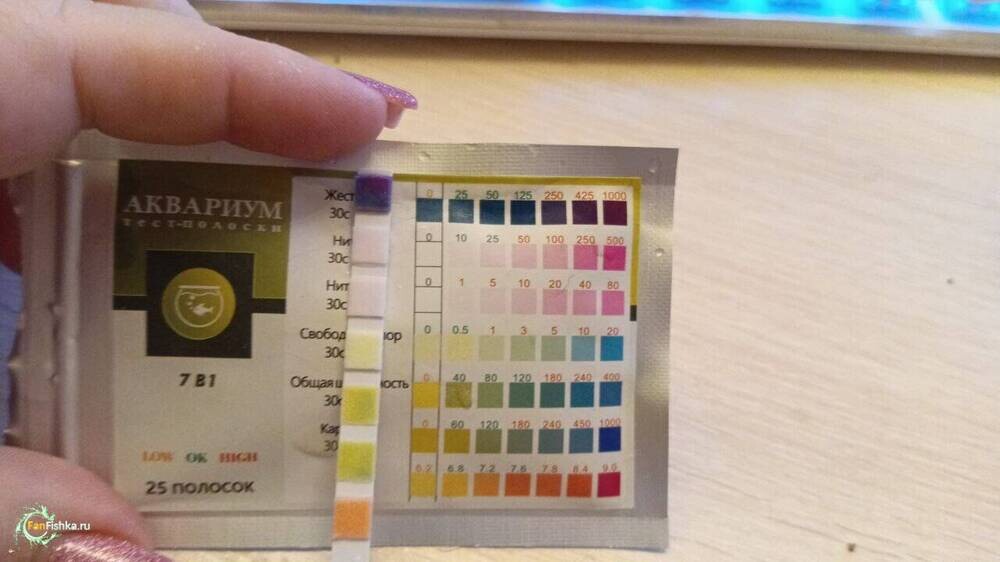 АКВАРИУМ
ТЕСТ-ПОЛОСКИ
7 В 1
LOW OK HIGH
25 ПОЛОСОК
Жест
30с
0 25 50 125 250 425 1000
Ни
30с
0 10 25 50 100 250 500
Нит
30с
0 1 5 10 20 40 80
Свобод ор
30с
0 0.5 1 3 5 10 20
Общая щ ность
30с
0 40 80 120 180 240 400
Кар
30
0 60 120 180 240 450 1000
6.2 6.8 7.2 7.6 7.8 8.4 9.0
FanFishka.ru